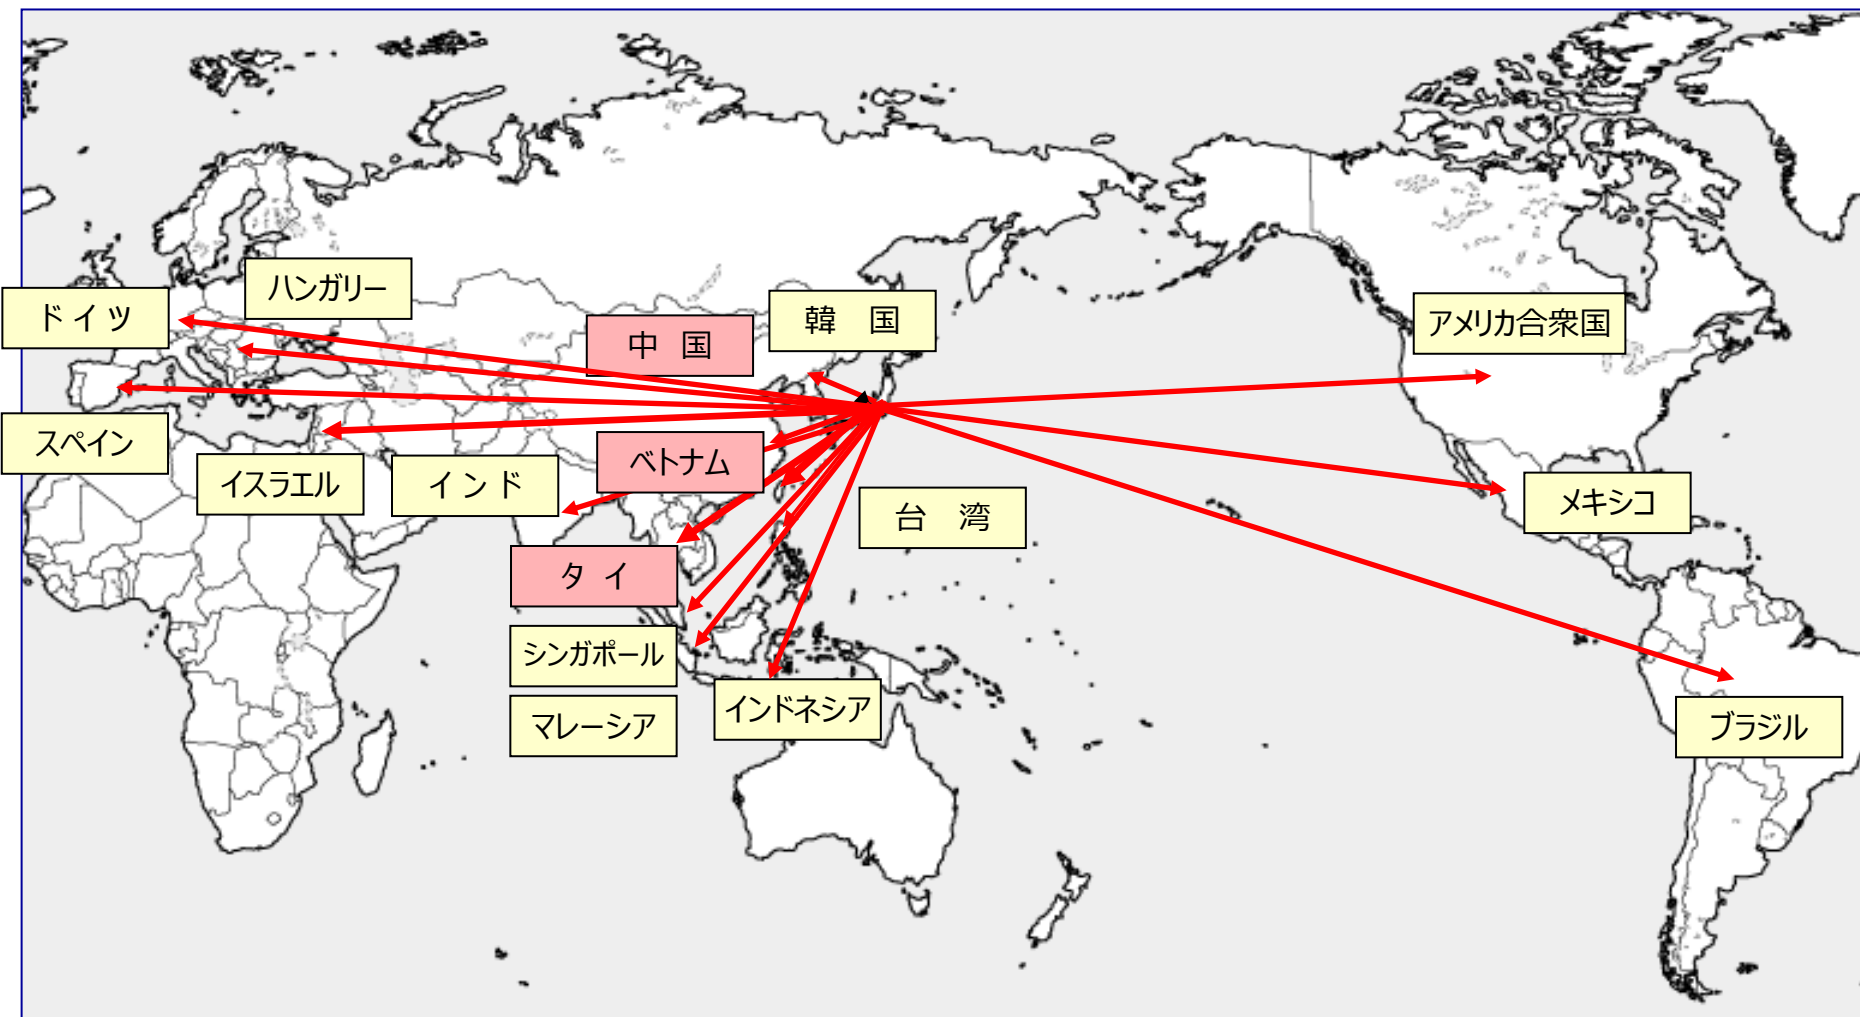 ハンガリー
ド イ ツ
韓　国
アメリカ合衆国
中　国
スペイン
ベトナム
イスラエル
イ ン ド
メキシコ
台　湾
タ　イ
シンガポール
マレーシア
インドネシア
ブラジル